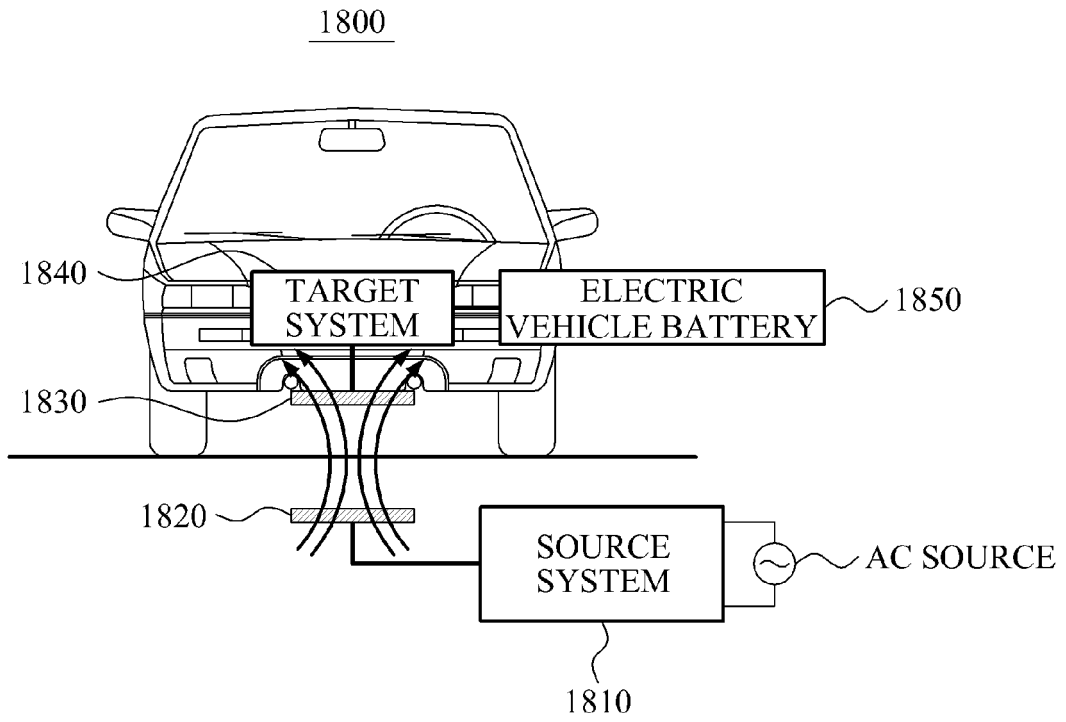 1800
1840
TARGET
SYSTEM
ELECTRIC
VEHICLE BATTERY
1850
1830
1820
SOURCE
SYSTEM
AC SOURCE
1810